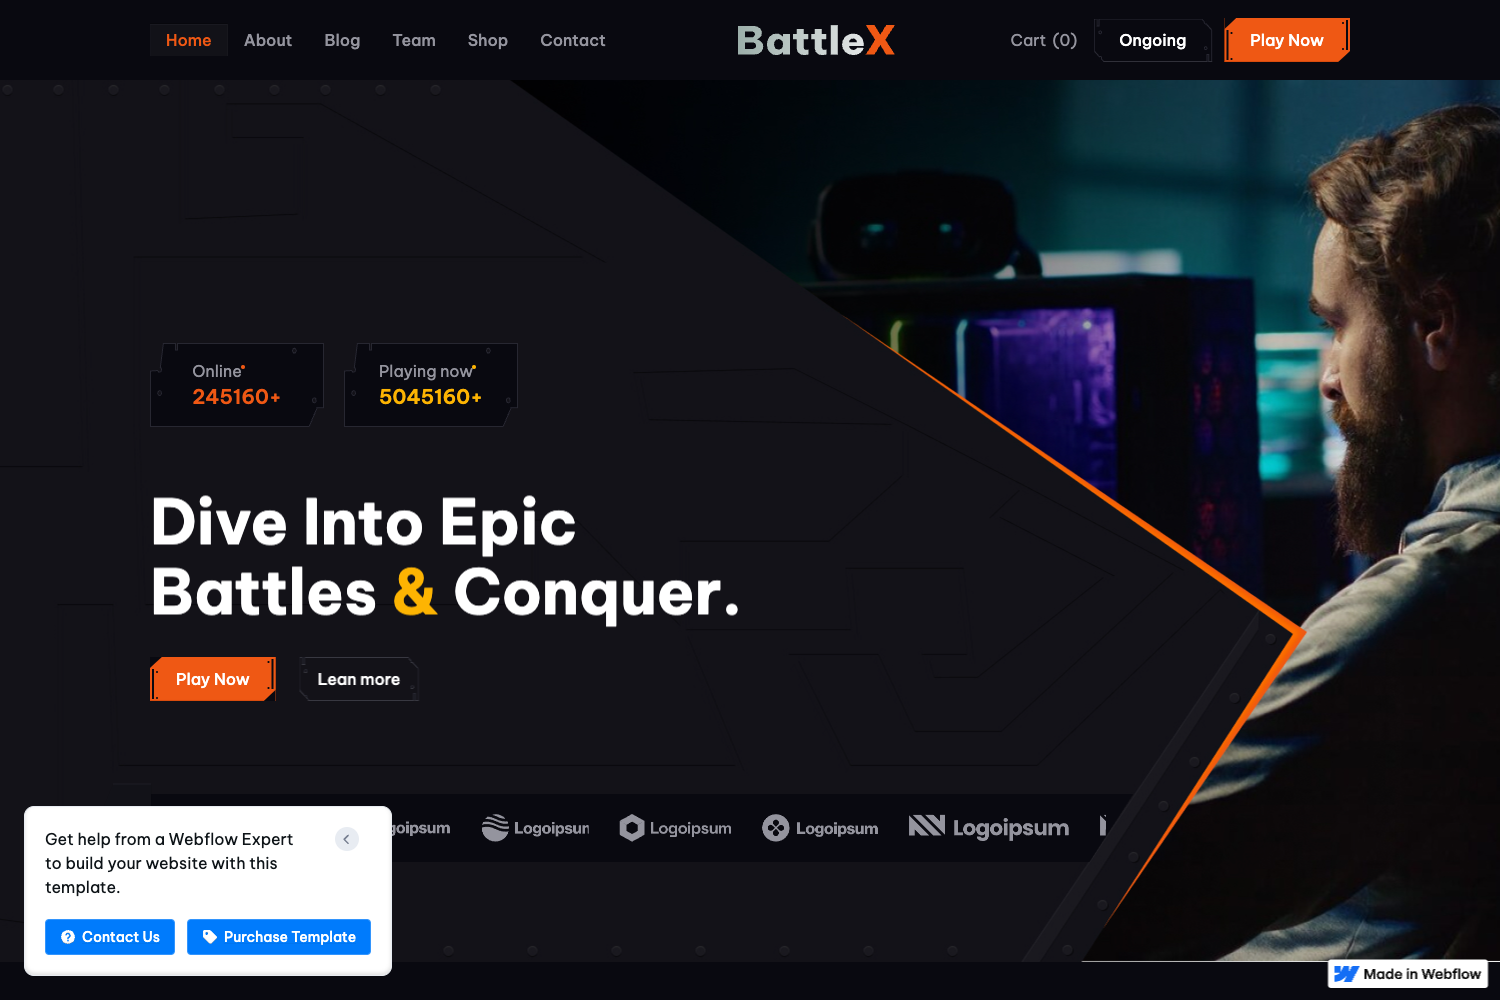 Home
About
Blog
Team
Shop
Contact
BattleX
Cart (0)
Ongoing
Play Now
Online
245160+
Playing now
5045160+
Dive Into Epic
Battles & Conquer.
Play Now
Lean more
Logoipsum
Logoipsum
Logoipsum
Logoipsum
Get help from a Webflow Expert
to build your website with this
template.
Contact Us
Purchase Template
Made in Webflow